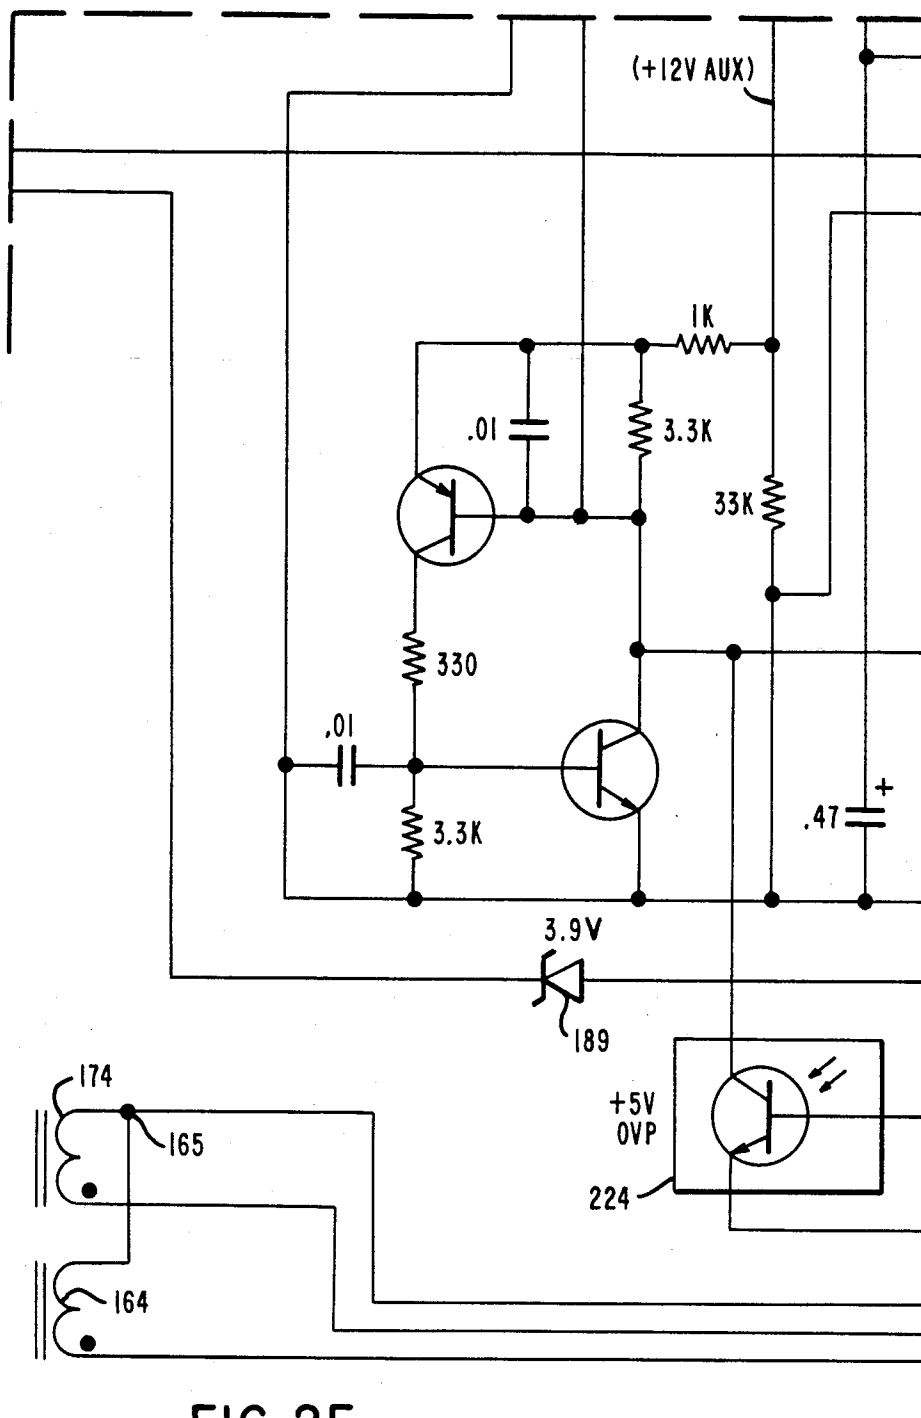 (+12V AUX)
1K
.01
3.3K
33K
330
.01
3.3K
.47
+
3.9V
189
174
165
+5V
OVP
224
164